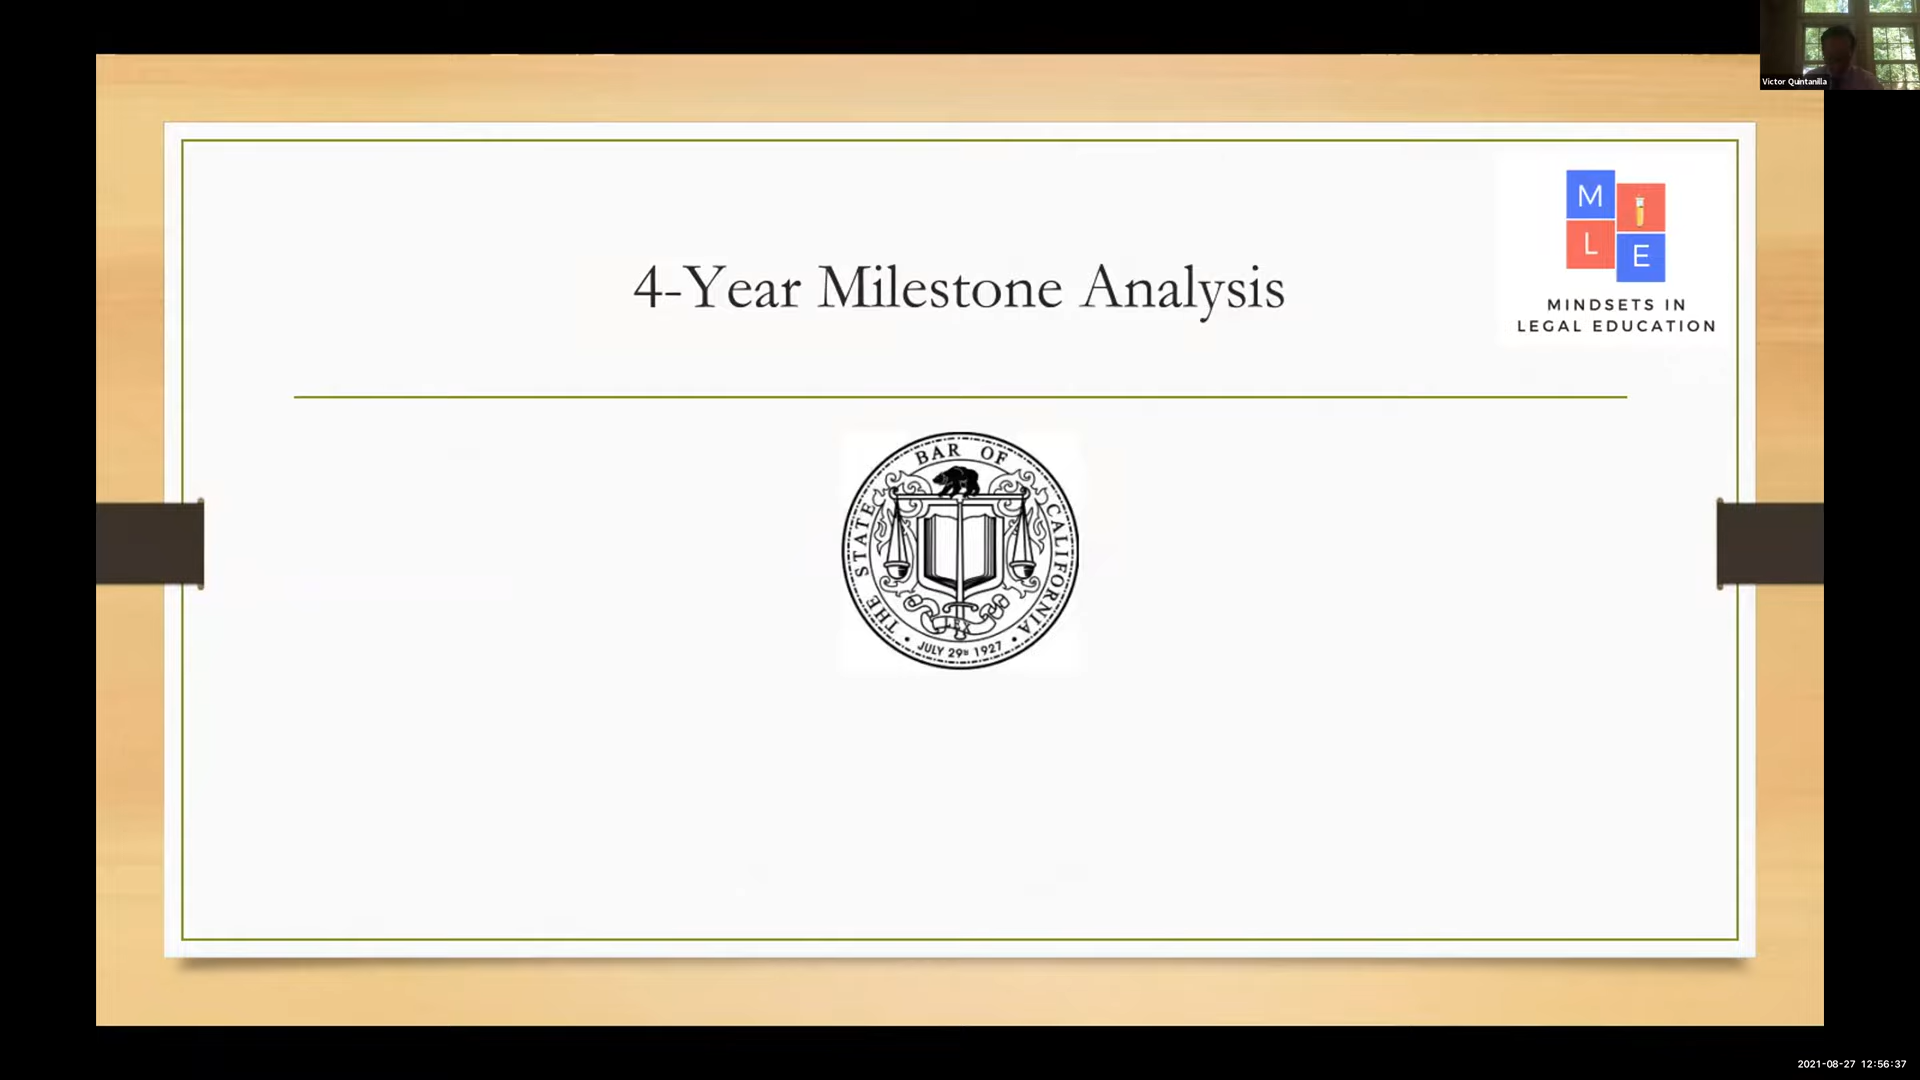 Victor Quintanilla
M
L
E
MINDSETS IN
LEGAL EDUCATION
4-Year Milestone Analysis
THE STATE BAR OF CALIFORNIA
LEX
• JULY 29TH 1927 •
2021-08-27 12:56:37